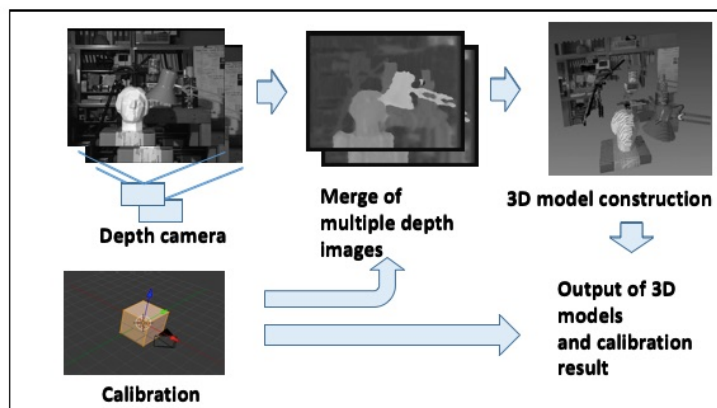 Depth camera
Merge of
multiple depth
images
3D model construction
Calibration
Output of 3D
models
and calibration
result